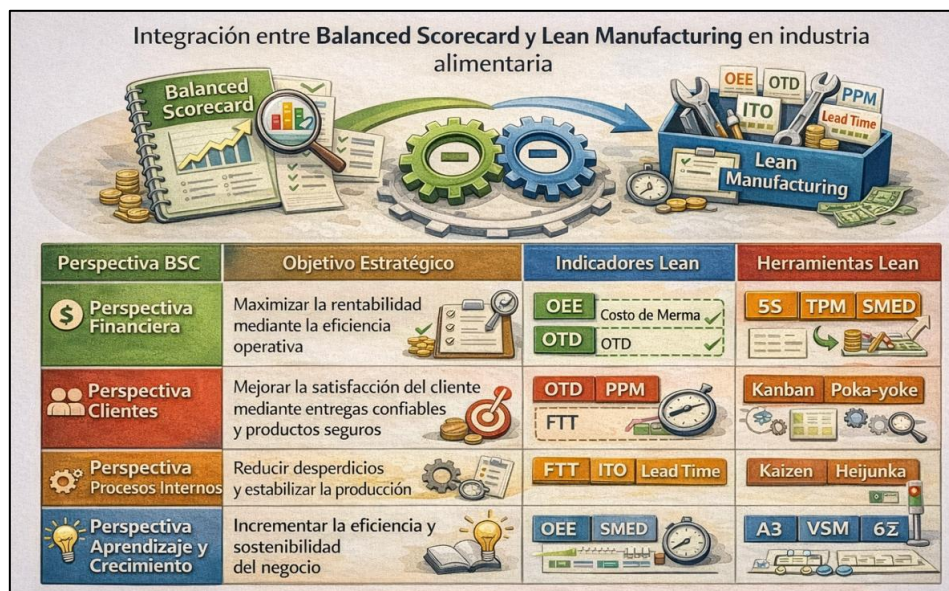 Integración entre Balanced Scorecard y Lean Manufacturing en industria
alimentaria
Balanced
Scorecard
OEE
OTD
PPM
ITO
Lead Time
Lean
Manufacturing
Perspectiva BSC
Objetivo Estratégico
Indicadores Lean
Herramientas Lean
$ Perspectiva
Financiera
Maximizar la rentabilidad
mediante la eficiencia
operativa
OEE
Costo de Merma
OTD
OTD
5S TPM SMED
Perspectiva
Clientes
Mejorar la satisfacción del cliente
mediante entregas confiables
y productos seguros
OTD PPM
FTT
Kanban Poka-yoke
Perspectiva
Procesos Internos
Reducir desperdicios
y estabilizar la producción
FTT ITO Lead Time
Kaizen Heijunka
Perspectiva
Aprendizaje y
Crecimiento
Incrementar la eficiencia y
sostenibilidad
del negocio
OEE SMED
A3 VSM 6Σ